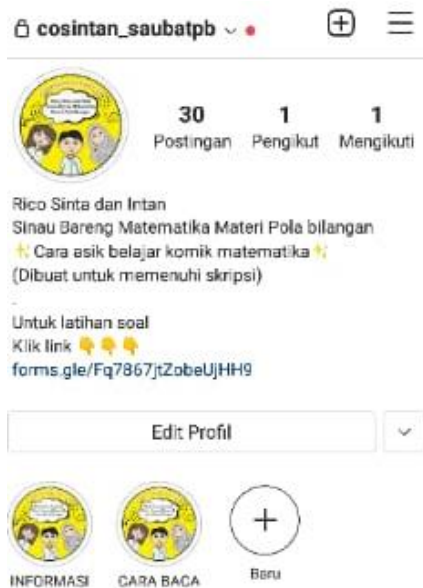 cosintan_saubatpb
30 1 1
Postingan Pengikut Mengikuti
Rico Sinta dan Intan
Sinau Bareng Matematika Materi Pola bilangan
✨Cara asik belajar komik matematika✨
(Dibuat untuk memenuhi skripsi)
.
Untuk latihan soal
Klik link 👇👇👇
forms.gle/Fq7867jtZobeUjHH9
Edit Profil
INFORMASI CARA BACA Baru